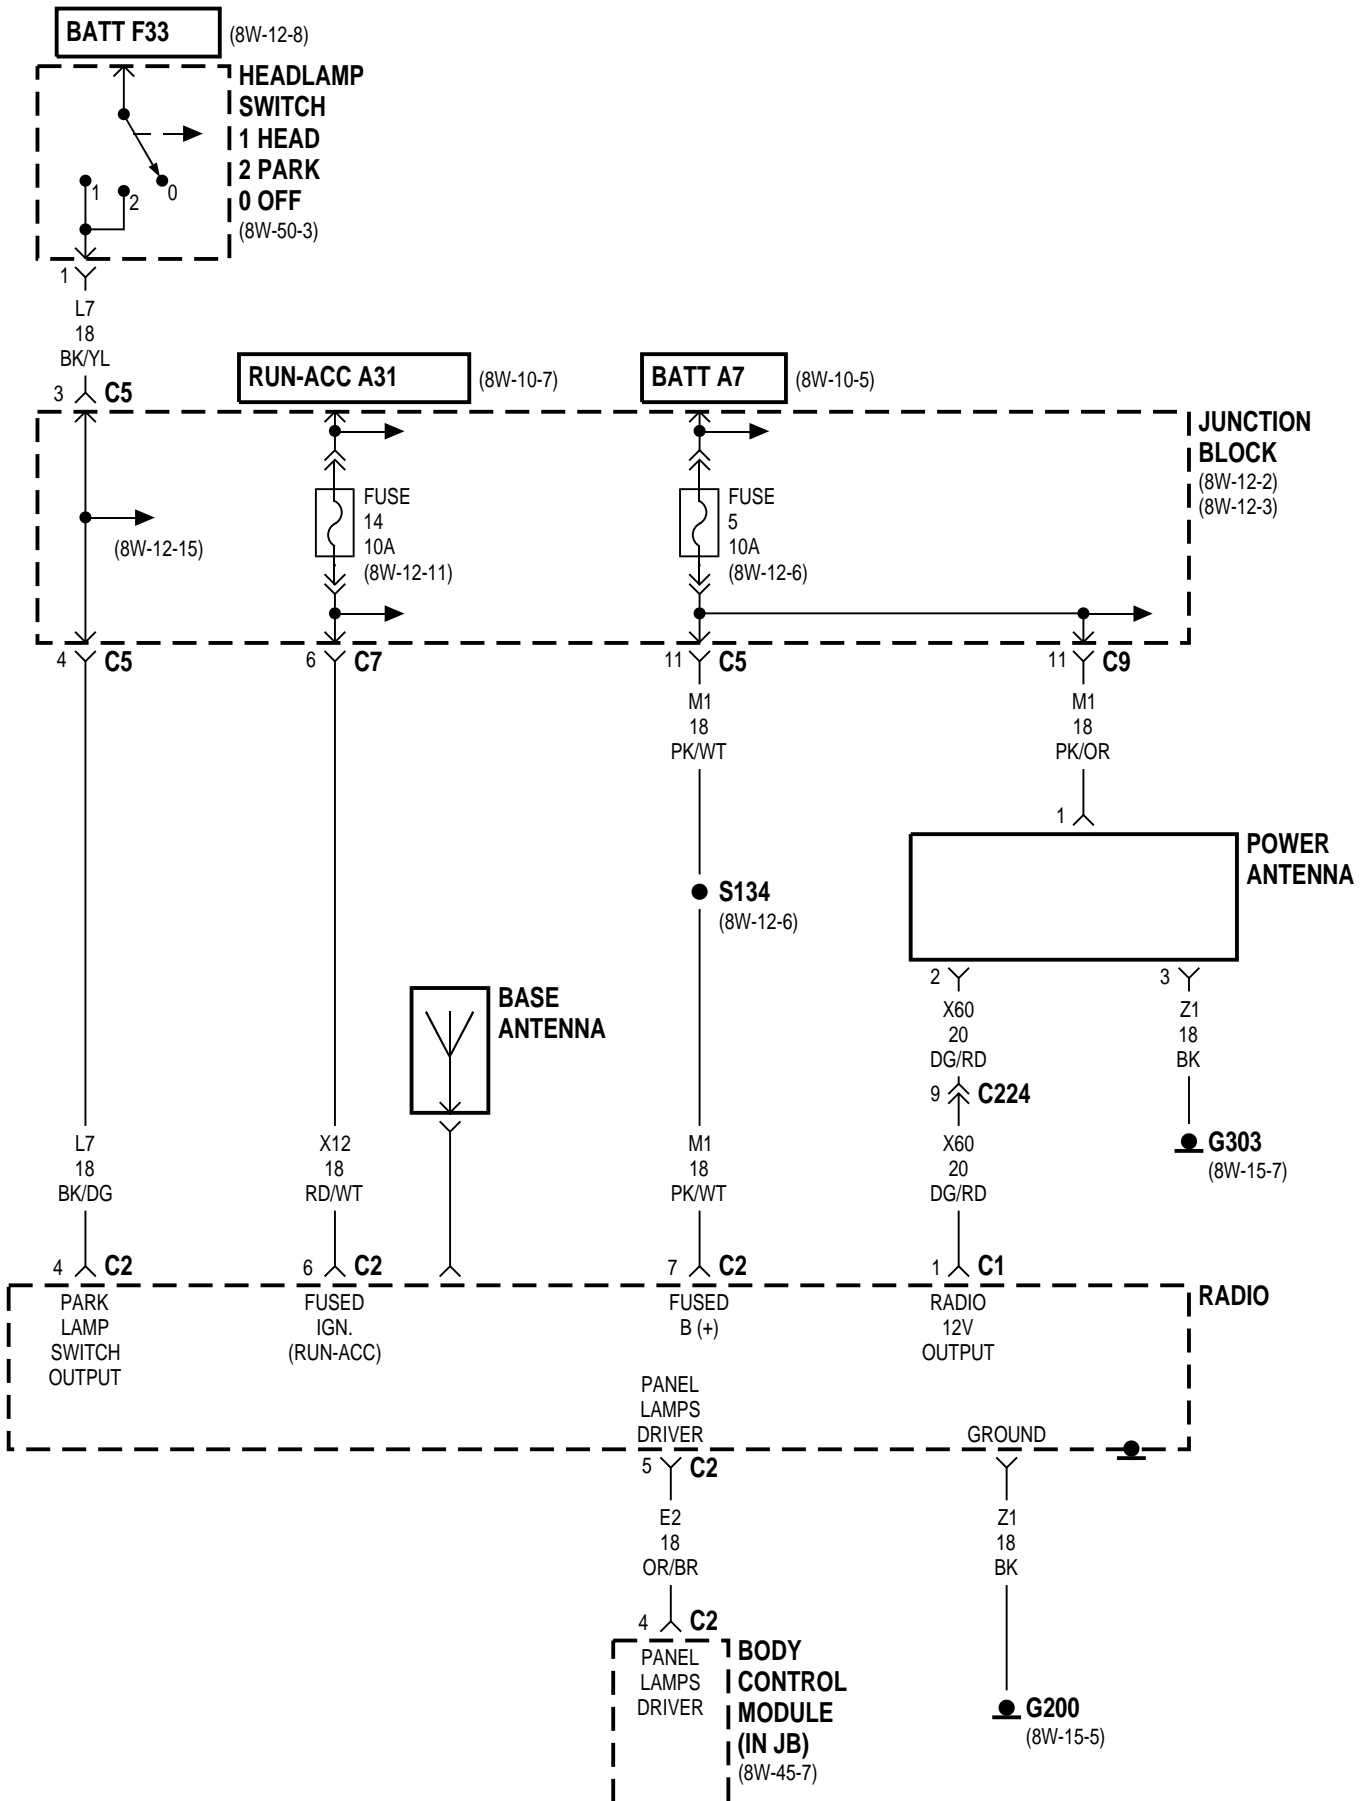 BATT F33
(8W-12-8)
HEADLAMP
SWITCH
1 HEAD
2 PARK
0 OFF
(8W-50-3)
1
2
0
1
L7
18
BK/YL
3
C5
RUN-ACC A31
(8W-10-7)
BATT A7
(8W-10-5)
JUNCTION
BLOCK
(8W-12-2)
(8W-12-3)
(8W-12-15)
FUSE
14
10A
(8W-12-11)
FUSE
5
10A
(8W-12-6)
4
C5
6
C7
11
C5
11
C9
M1
18
PK/WT
M1
18
PK/OR
1
POWER
ANTENNA
S134
(8W-12-6)
BASE
ANTENNA
2
X60
20
DG/RD
9
C224
3
Z1
18
BK
G303
(8W-15-7)
L7
18
BK/DG
X12
18
RD/WT
M1
18
PK/WT
X60
20
DG/RD
4
C2
6
C2
7
C2
1
C1
RADIO
PARK
LAMP
SWITCH
OUTPUT
FUSED
IGN.
(RUN-ACC)
FUSED
B (+)
RADIO
12V
OUTPUT
PANEL
LAMPS
DRIVER
GROUND
5
C2
E2
18
OR/BR
Z1
18
BK
4
C2
PANEL
LAMPS
DRIVER
BODY
CONTROL
MODULE
(IN JB)
(8W-45-7)
G200
(8W-15-5)